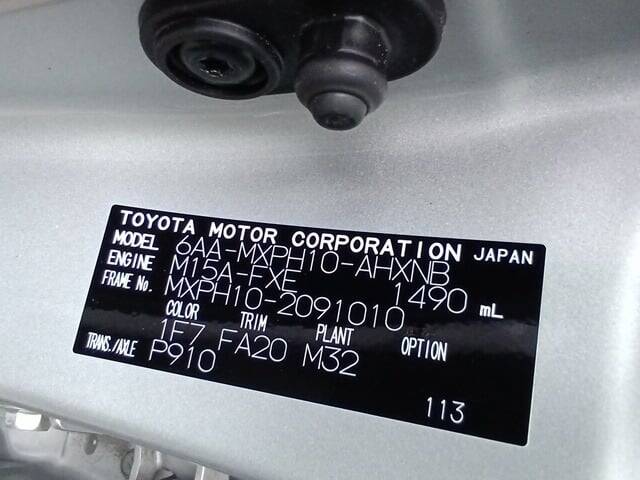 TOYOTA MOTOR CORPORATION JAPAN
MODEL 6AA-MXPH10-AHXNB
ENGINE M15A-FXE 1490 mL
FRAME No. MXPH10-2091010
COLOR TRIM PLANT OPTION
1F7 FA20 M32
TRANS./AXLE P910
113